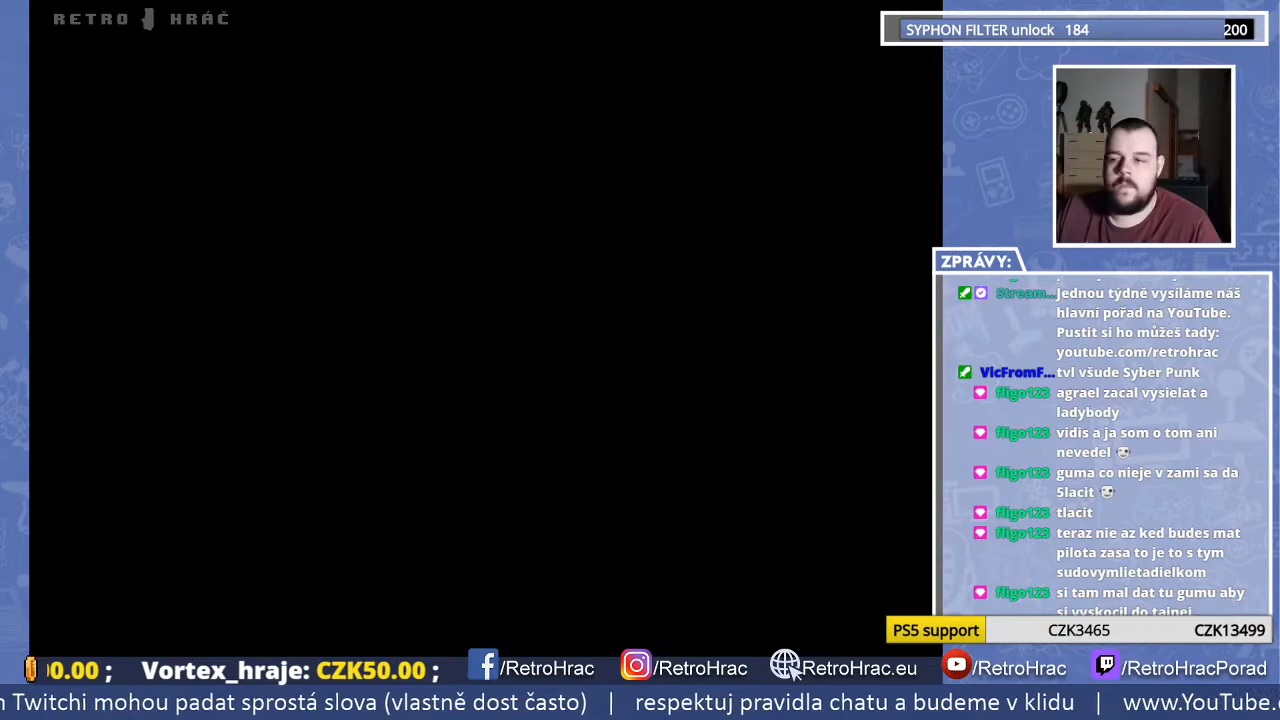 RETRO HRÁČ
SYPHON FILTER unlock 184 200
ZPRÁVY:
Stream... Jednou týdně vysíláme náš
hlavní pořad na YouTube.
Pustit si ho můžeš tady:
youtube.com/retrohrac
VicFromF... tvl všude Syber Punk
fligo123 agrael zacal vysielat a
ladybody
fligo123 vidis a ja som o tom ani
nevedel
fligo123 guma co nieje v zami sa da
5lacit
fligo123 tlacit
fligo123 teraz nie az ked budes mat
pilota zasa to je to s tym
sudovymlietadielkom
fligo123 si tam mal dat tu gumu aby
si vyskocil do tajnej
PS5 support CZK3465 CZK13499
00.00 ; Vortex_hraje: CZK50.00 ;
/RetroHrac /RetroHrac RetroHrac.eu /RetroHrac /RetroHracPorad
Twitchi mohou padat sprostá slova (vlastně dost často) | respektuj pravidla chatu a budeme v klidu | www.YouTube.